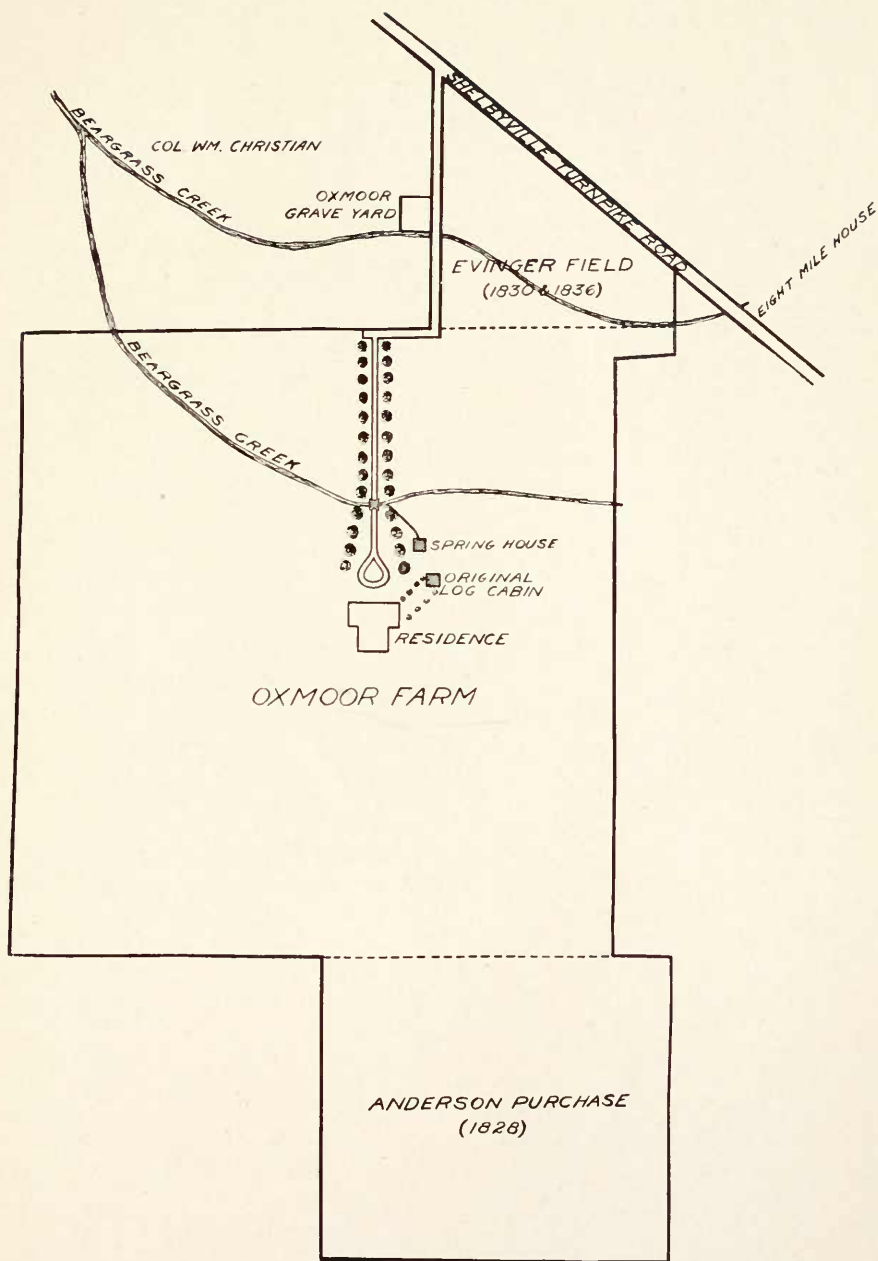 SHELBYVILLE TURNPIKE ROAD
BEARGRASS CREEK
COL WM. CHRISTIAN
OXMOOR
GRAVE YARD
EIGHT MILE HOUSE
EVINGER FIELD
(1830 & 1836)
BEARGRASS CREEK
SPRING HOUSE
ORIGINAL
LOG CABIN
RESIDENCE
OXMOOR FARM
ANDERSON PURCHASE
(1828)